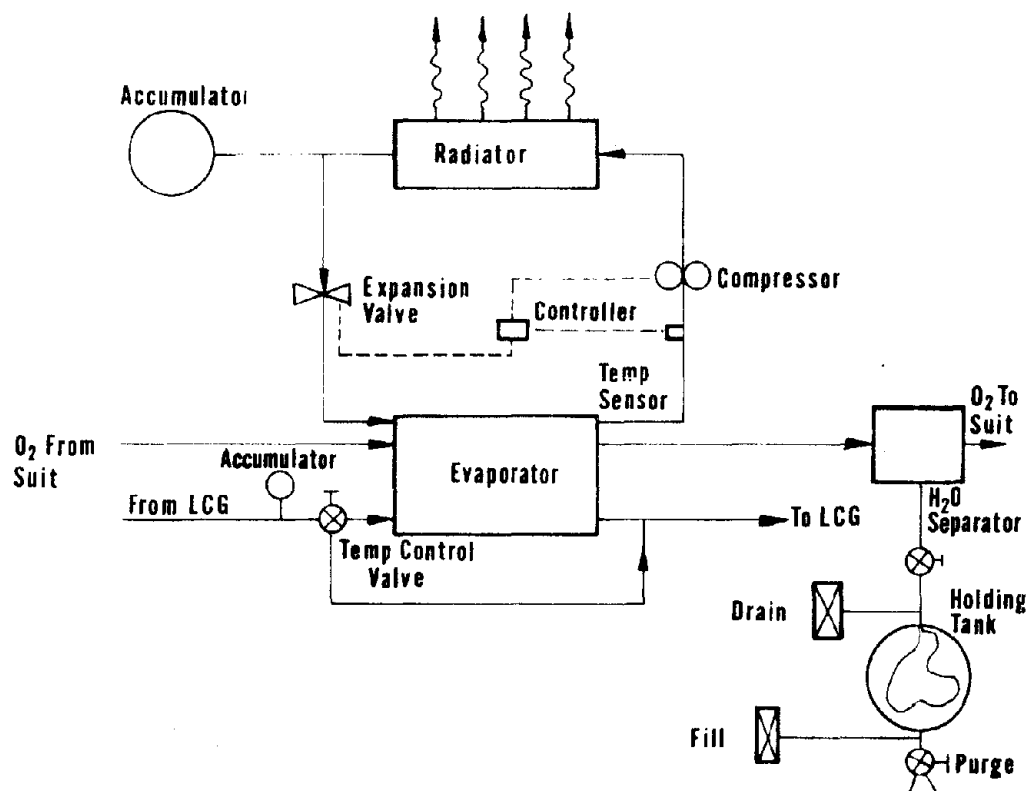 Accumulator
Radiator
Expansion
Valve
Controller
Compressor
Temp
Sensor
O₂ From
Suit
Accumulator
Evaporator
O₂ To
Suit
From LCG
To LCG
H₂O
Separator
Temp Control
Valve
Drain
Holding
Tank
Fill
Purge